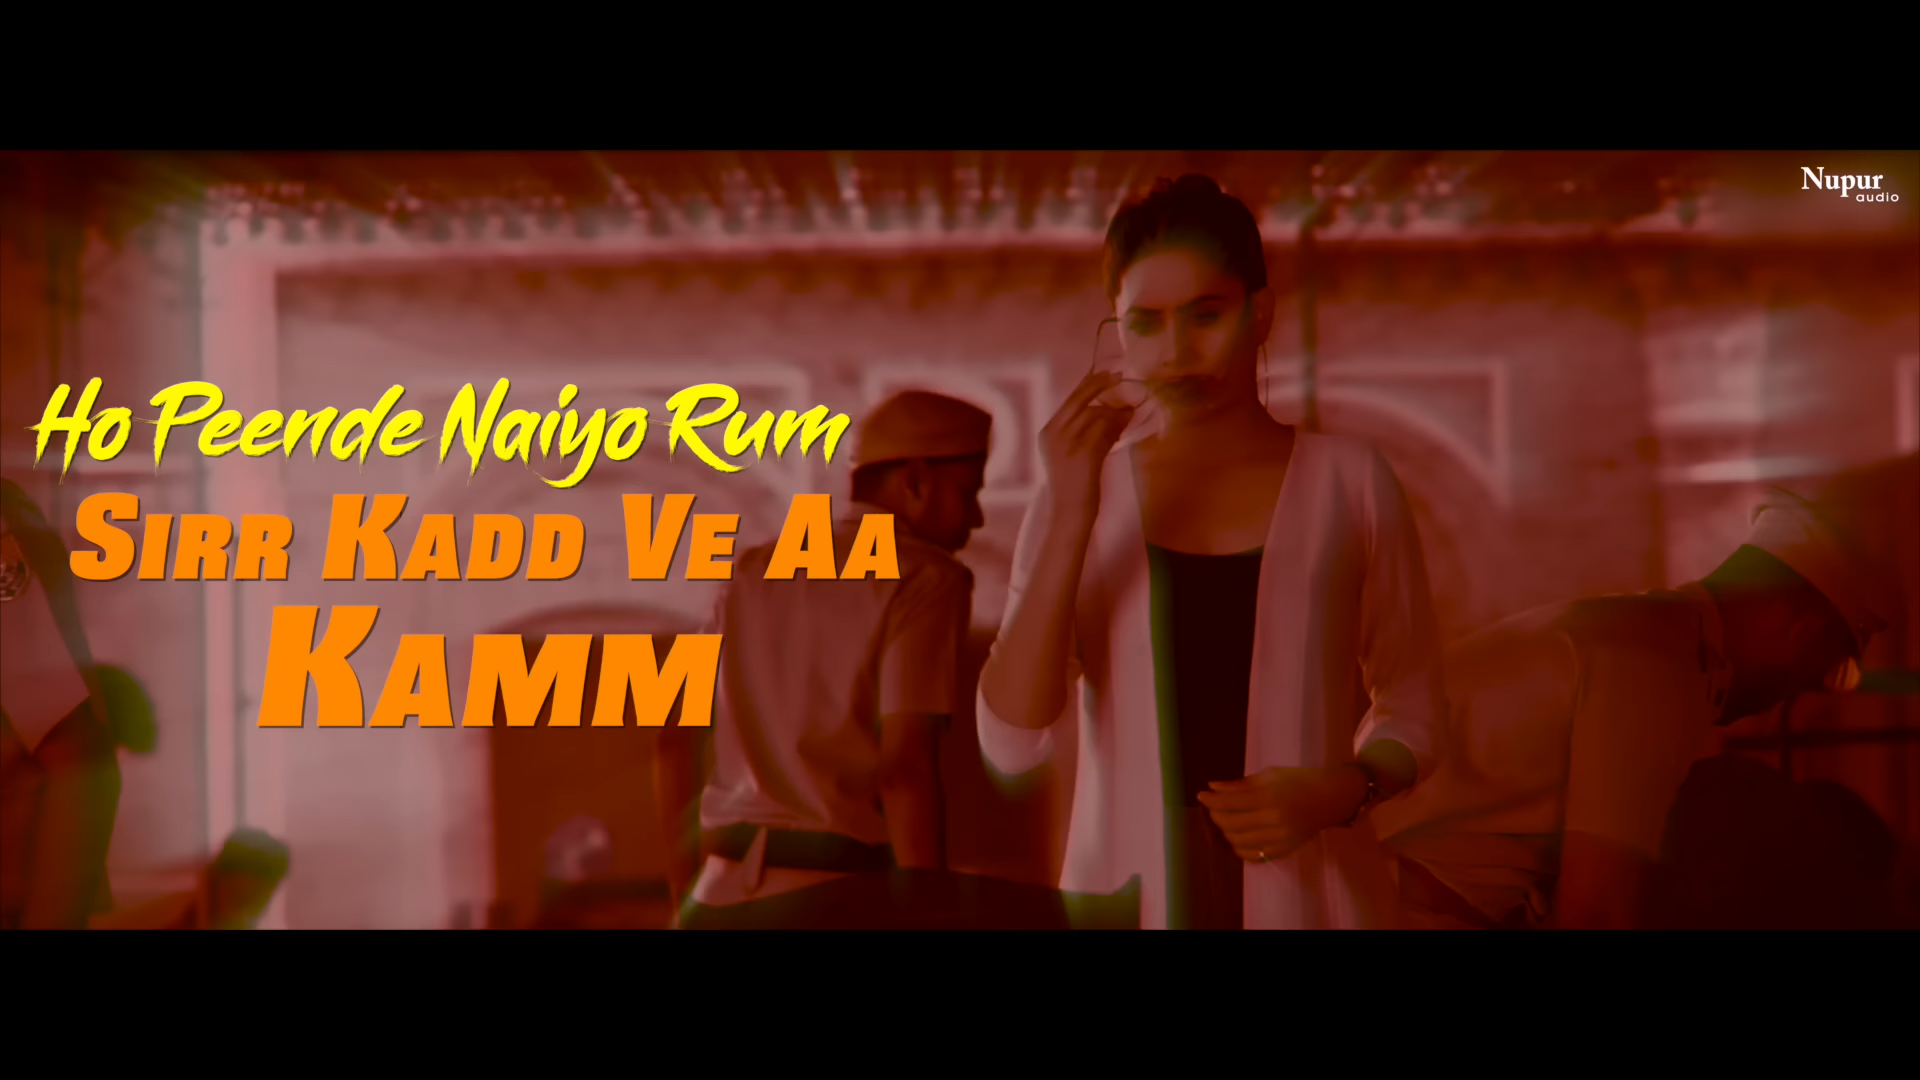 Nupur
audio
Ho Peende Naiyo Rum
Sirr Kadd Ve Aa
Kamm